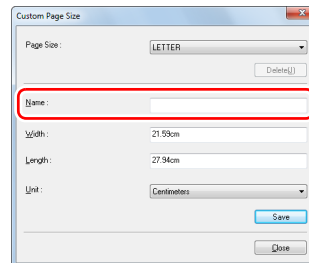 Custom Page Size
Page Size : LETTER
Delete(J)
Name :
Width : 21.59cm
Length : 27.94cm
Unit : Centimeters
Save
Close